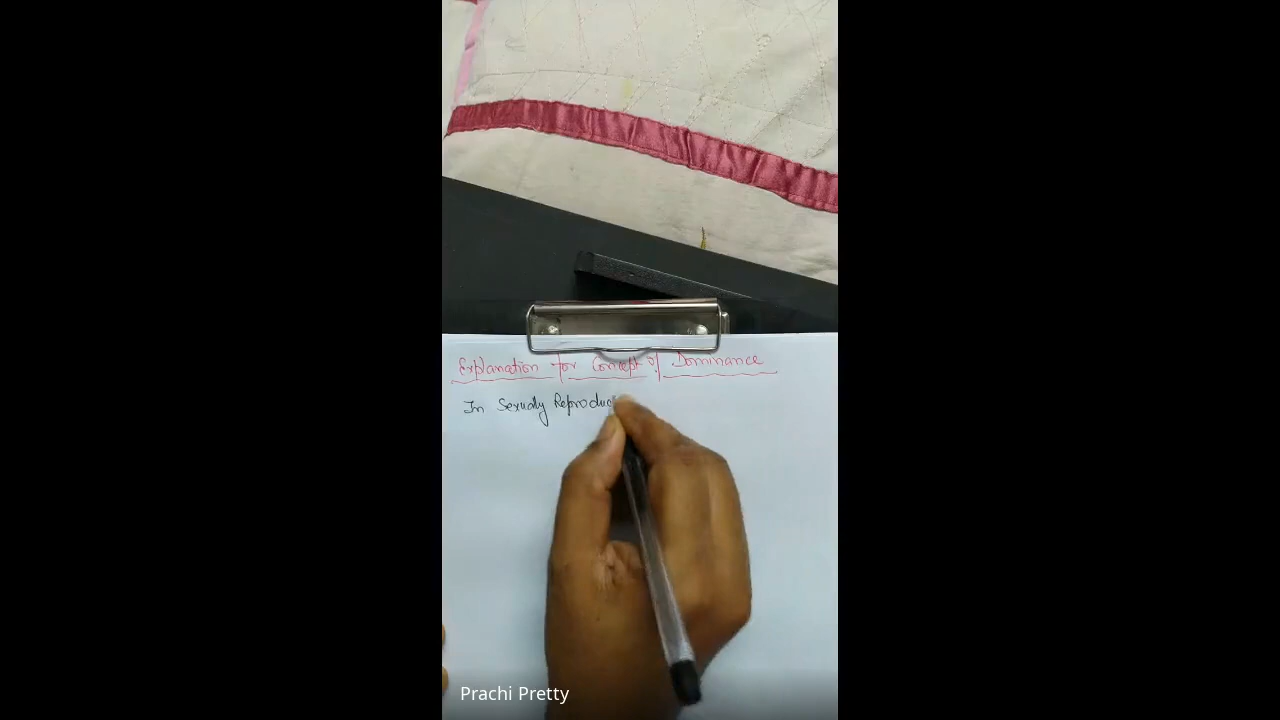 Explanation for Concept of Dominance
In Sexually Reproduc
Prachi Pretty